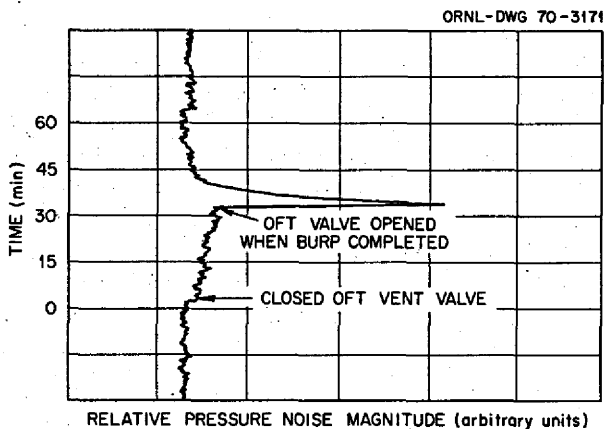 ORNL-DWG 70-3171
60
45
30
15
0
TIME (min)
OFT VALVE OPENED
WHEN BURP COMPLETED
CLOSED OFT VENT VALVE
RELATIVE PRESSURE NOISE MAGNITUDE (arbitrary units)